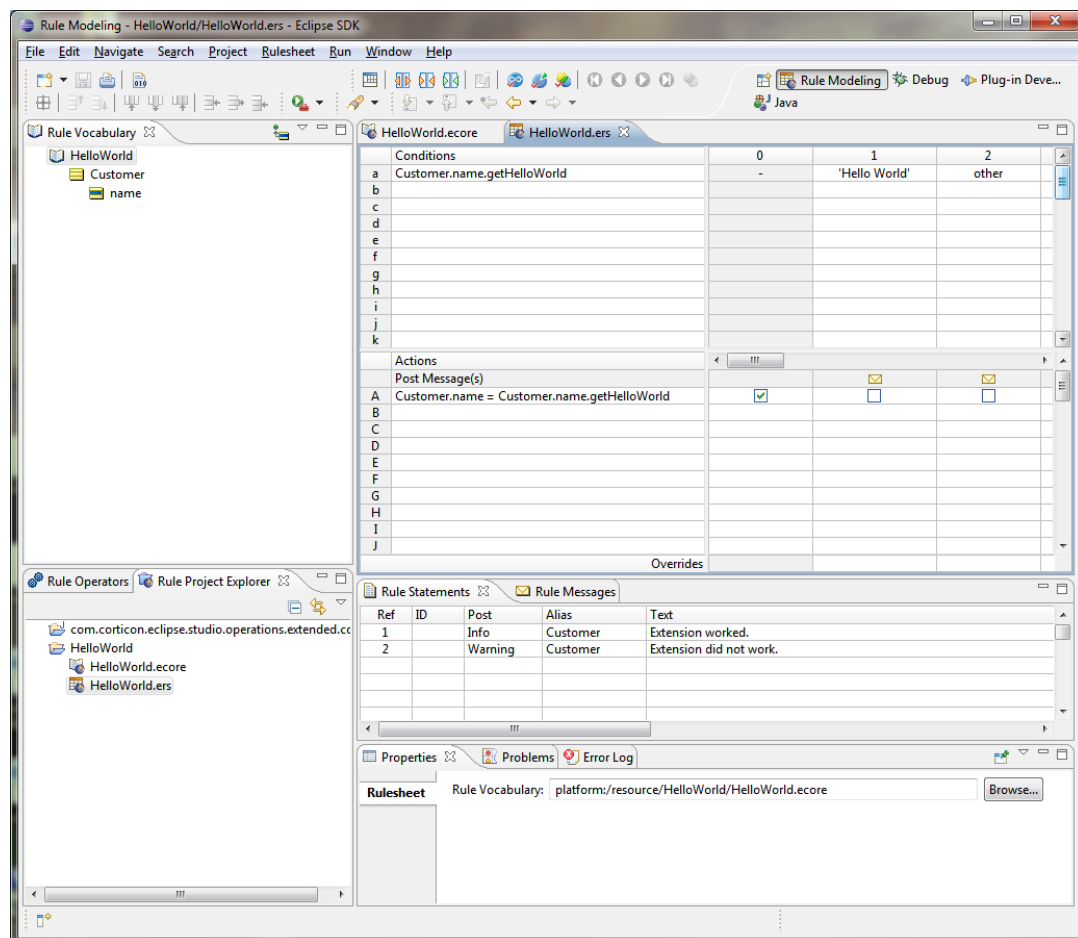 Rule Modeling - HelloWorld/HelloWorld.ers - Eclipse SDK
File Edit Navigate Search Project Rulesheet Run Window Help
Rule Modeling Debug Plug-in Deve...
Java
Rule Vocabulary
HelloWorld
Customer
name
HelloWorld.ecore HelloWorld.ers
Conditions 0 1 2
a Customer.name.getHelloWorld - 'Hello World' other
b
c
d
e
f
g
h
i
j
k
Actions
Post Message(s)
A Customer.name = Customer.name.getHelloWorld
B
C
D
E
F
G
H
I
J
Overrides
Rule Operators Rule Project Explorer
com.corticon.eclipse.studio.operations.extended.cc
HelloWorld
HelloWorld.ecore
HelloWorld.ers
Rule Statements Rule Messages
Ref ID Post Alias Text
1 Info Customer Extension worked.
2 Warning Customer Extension did not work.
Properties Problems Error Log
Rulesheet Rule Vocabulary: platform:/resource/HelloWorld/HelloWorld.ecore Browse...